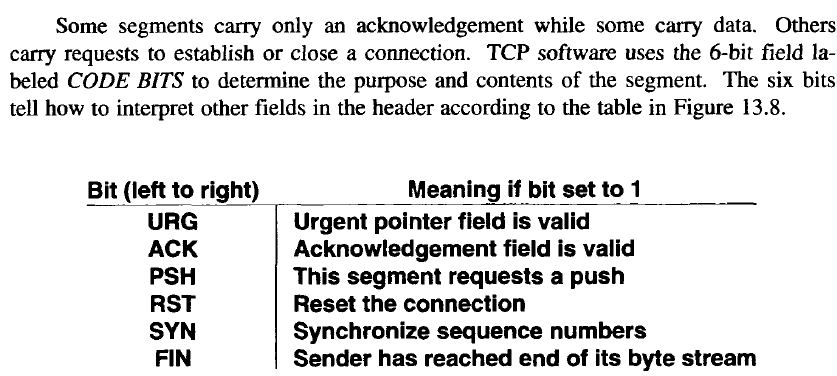 Some segments carry only an acknowledgement while some carry data. Others
carry requests to establish or close a connection. TCP software uses the 6-bit field la-
beled CODE BITS to determine the purpose and contents of the segment. The six bits
tell how to interpret other fields in the header according to the table in Figure 13.8.
Bit (left to right) Meaning if bit set to 1
URG Urgent pointer field is valid
ACK Acknowledgement field is valid
PSH This segment requests a push
RST Reset the connection
SYN Synchronize sequence numbers
FIN Sender has reached end of its byte stream